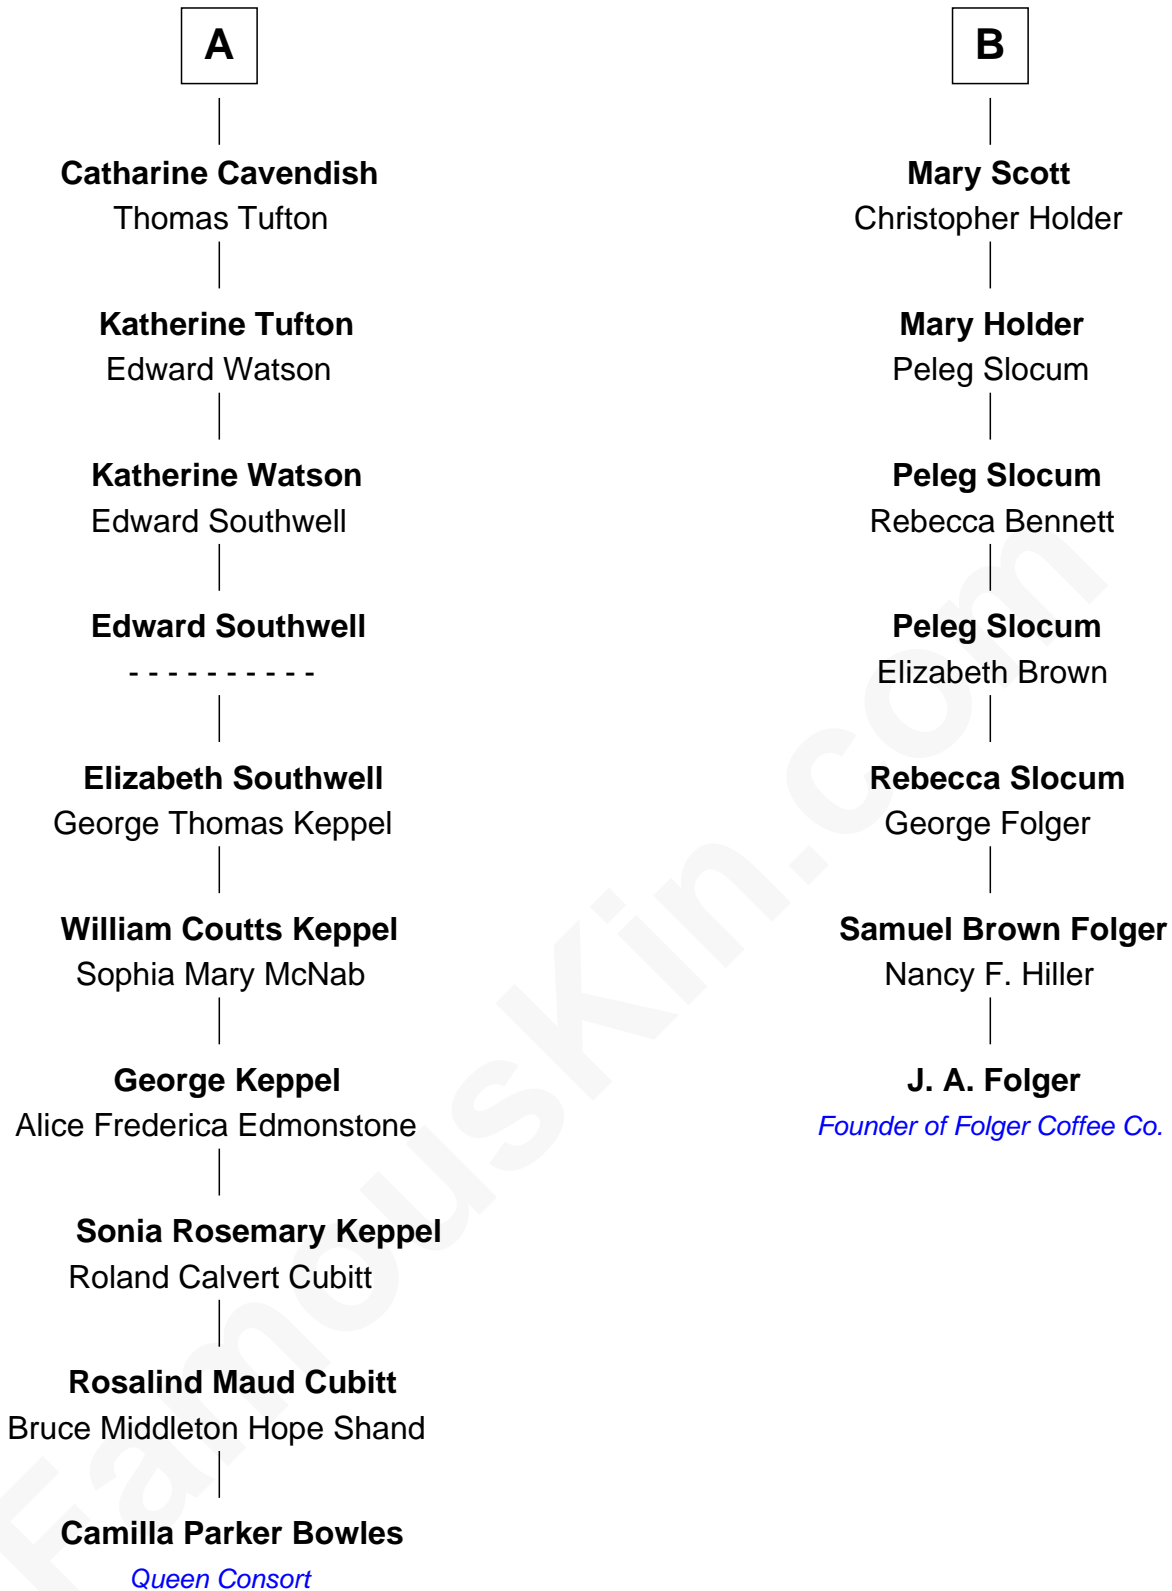 A
Catharine Cavendish
Thomas Tufton
Katherine Tufton
Edward Watson
Katherine Watson
Edward Southwell
Edward Southwell
- - - - - - - - - -
Elizabeth Southwell
George Thomas Keppel
William Coutts Keppel
Sophia Mary McNab
George Keppel
Alice Frederica Edmonstone
Sonia Rosemary Keppel
Roland Calvert Cubitt
Rosalind Maud Cubitt
Bruce Middleton Hope Shand
Camilla Parker Bowles
Queen Consort
B
Mary Scott
Christopher Holder
Mary Holder
Peleg Slocum
Peleg Slocum
Rebecca Bennett
Peleg Slocum
Elizabeth Brown
Rebecca Slocum
George Folger
Samuel Brown Folger
Nancy F. Hiller
J. A. Folger
Founder of Folger Coffee Co.
FamousKin.com